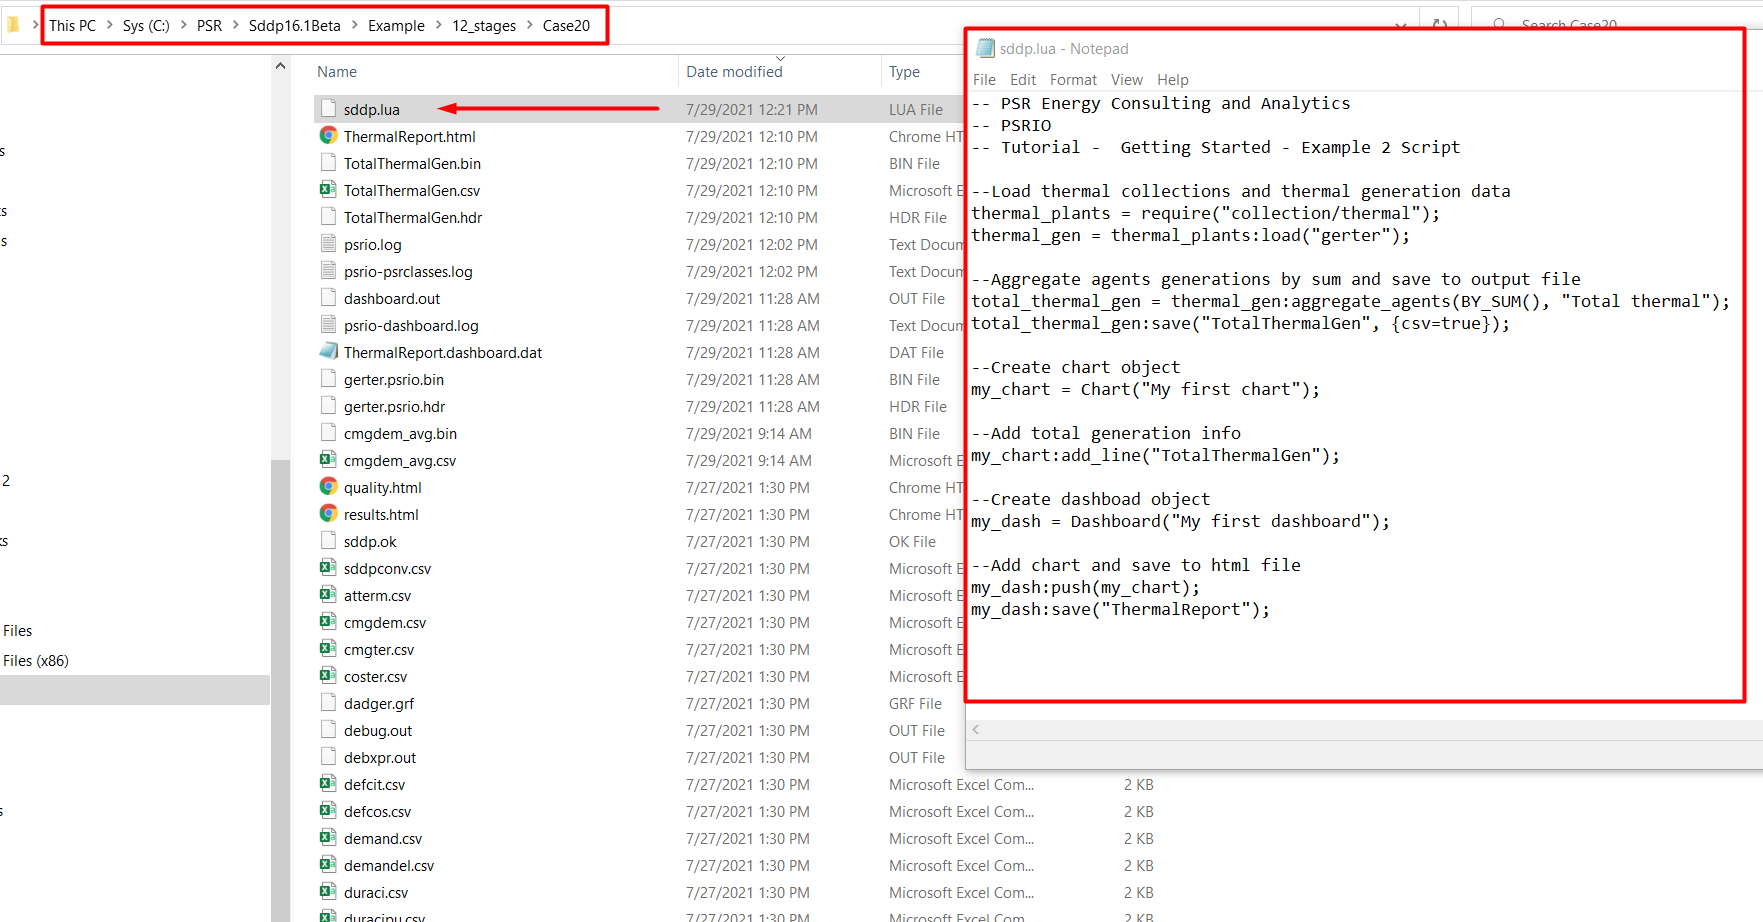 This PC > Sys (C:) > PSR > Sddp16.1Beta > Example > 12_stages > Case20
Search Case20
Name Date modified Type
sddp.lua 7/29/2021 12:21 PM LUA File
ThermalReport.html 7/29/2021 12:10 PM Chrome HT
TotalThermalGen.bin 7/29/2021 12:10 PM BIN File
TotalThermalGen.csv 7/29/2021 12:10 PM Microsoft E
TotalThermalGen.hdr 7/29/2021 12:10 PM HDR File
psrio.log 7/29/2021 12:02 PM Text Docum
psrio-psrclasses.log 7/29/2021 12:02 PM Text Docum
dashboard.out 7/29/2021 11:28 AM OUT File
psrio-dashboard.log 7/29/2021 11:28 AM Text Docum
ThermalReport.dashboard.dat 7/29/2021 11:28 AM DAT File
gerter.psrio.bin 7/29/2021 11:28 AM BIN File
gerter.psrio.hdr 7/29/2021 11:28 AM HDR File
cmgdem_avg.bin 7/29/2021 9:14 AM BIN File
cmgdem_avg.csv 7/29/2021 9:14 AM Microsoft E
quality.html 7/27/2021 1:30 PM Chrome HT
results.html 7/27/2021 1:30 PM Chrome HT
sddp.ok 7/27/2021 1:30 PM OK File
sddpconv.csv 7/27/2021 1:30 PM Microsoft E
atterm.csv 7/27/2021 1:30 PM Microsoft E
cmgdem.csv 7/27/2021 1:30 PM Microsoft E
cmgter.csv 7/27/2021 1:30 PM Microsoft E
coster.csv 7/27/2021 1:30 PM Microsoft E
dadger.grf 7/27/2021 1:30 PM GRF File
debug.out 7/27/2021 1:30 PM OUT File
debxpr.out 7/27/2021 1:30 PM OUT File
defcit.csv 7/27/2021 1:30 PM Microsoft Excel Com... 2 KB
defcos.csv 7/27/2021 1:30 PM Microsoft Excel Com... 2 KB
demand.csv 7/27/2021 1:30 PM Microsoft Excel Com... 2 KB
demandel.csv 7/27/2021 1:30 PM Microsoft Excel Com... 2 KB
duraci.csv 7/27/2021 1:30 PM Microsoft Excel Com... 2 KB
duracipu.csv 7/27/2021 1:30 PM Microsoft Excel Com... 2 KB
s
ts
s
2
ks
Files
Files (x86)
s
sddp.lua - Notepad
File Edit Format View Help
-- PSR Energy Consulting and Analytics
-- PSRIO
-- Tutorial -  Getting Started - Example 2 Script
--Load thermal collections and thermal generation data
thermal_plants = require("collection/thermal");
thermal_gen = thermal_plants:load("gerter");
--Aggregate agents generations by sum and save to output file
total_thermal_gen = thermal_gen:aggregate_agents(BY_SUM(), "Total thermal");
total_thermal_gen:save("TotalThermalGen", {csv=true});
--Create chart object
my_chart = Chart("My first chart");
--Add total generation info
my_chart:add_line("TotalThermalGen");
--Create dashboad object
my_dash = Dashboard("My first dashboard");
--Add chart and save to html file
my_dash:push(my_chart);
my_dash:save("ThermalReport");